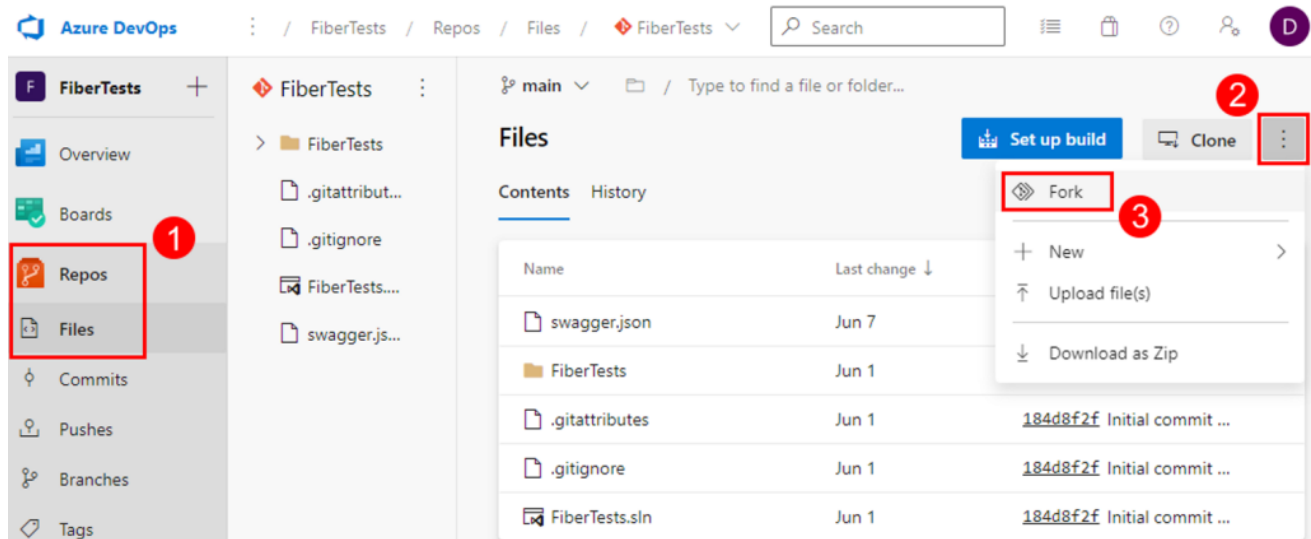 Azure DevOps
/ FiberTests / Repos / Files / FiberTests
Search
D
F
FiberTests
Overview
Boards
1
Repos
Files
Commits
Pushes
Branches
Tags
FiberTests
FiberTests
.gitattribut...
.gitignore
FiberTests....
swagger.js...
main / Type to find a file or folder...
2
Files
Set up build
Clone
Contents History
Fork
3
New
Upload file(s)
Download as Zip
Name Last change ↓
swagger.json Jun 7
FiberTests Jun 1
.gitattributes Jun 1 184d8f2f Initial commit ...
.gitignore Jun 1 184d8f2f Initial commit ...
FiberTests.sln Jun 1 184d8f2f Initial commit ...